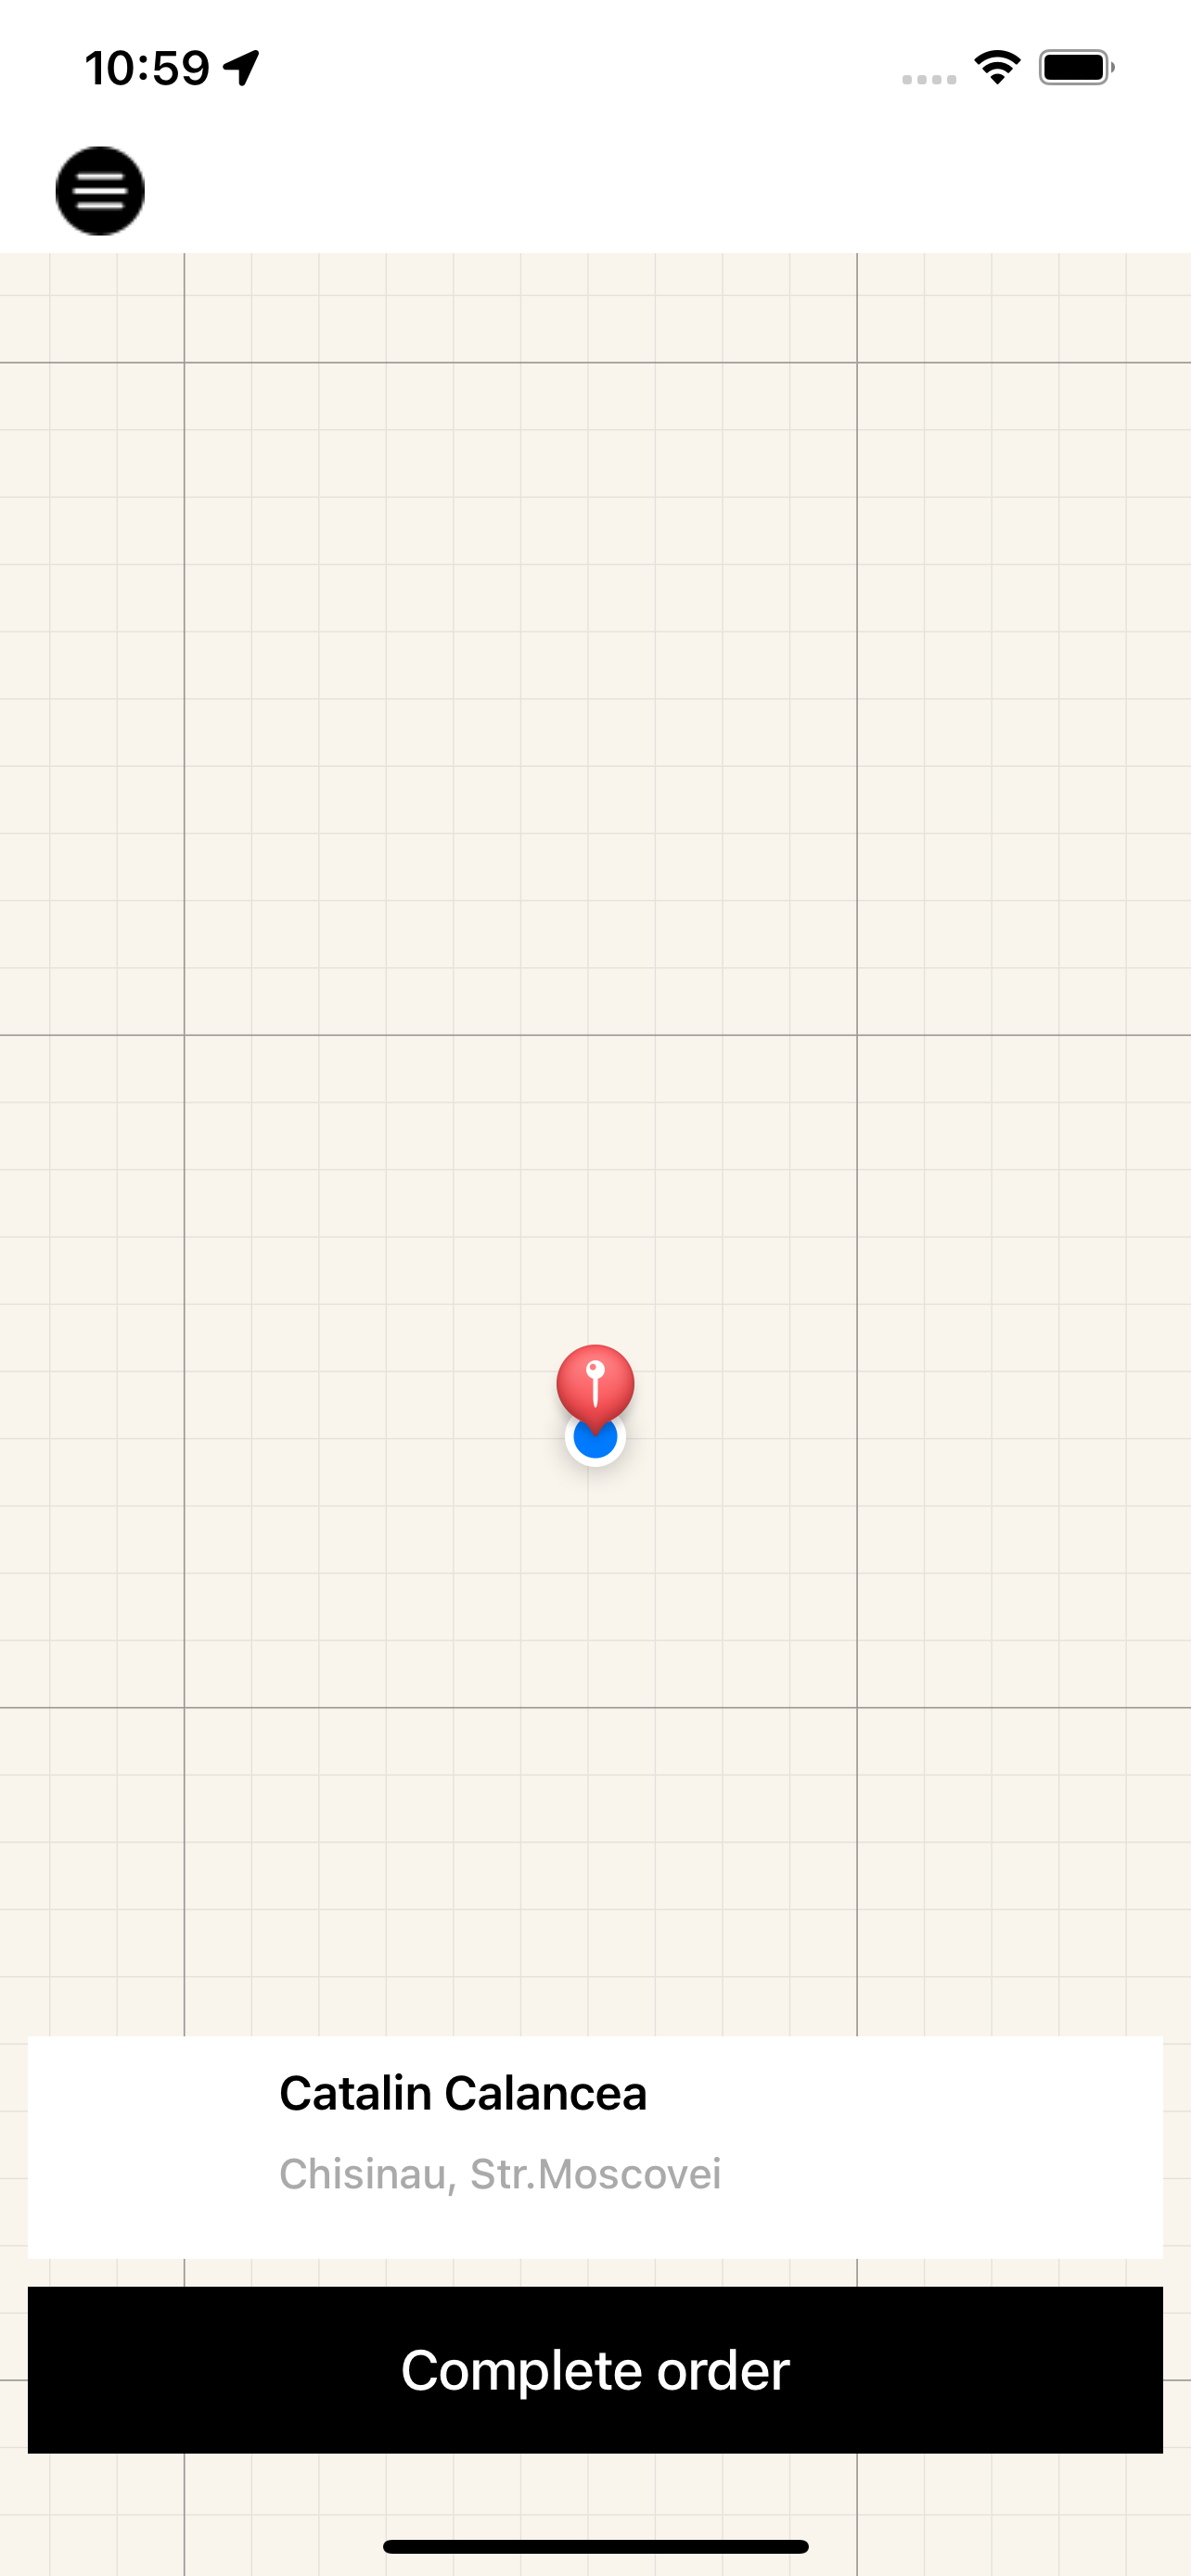 10:59
Catalin Calancea
Chisinau, Str.Moscovei
Complete order